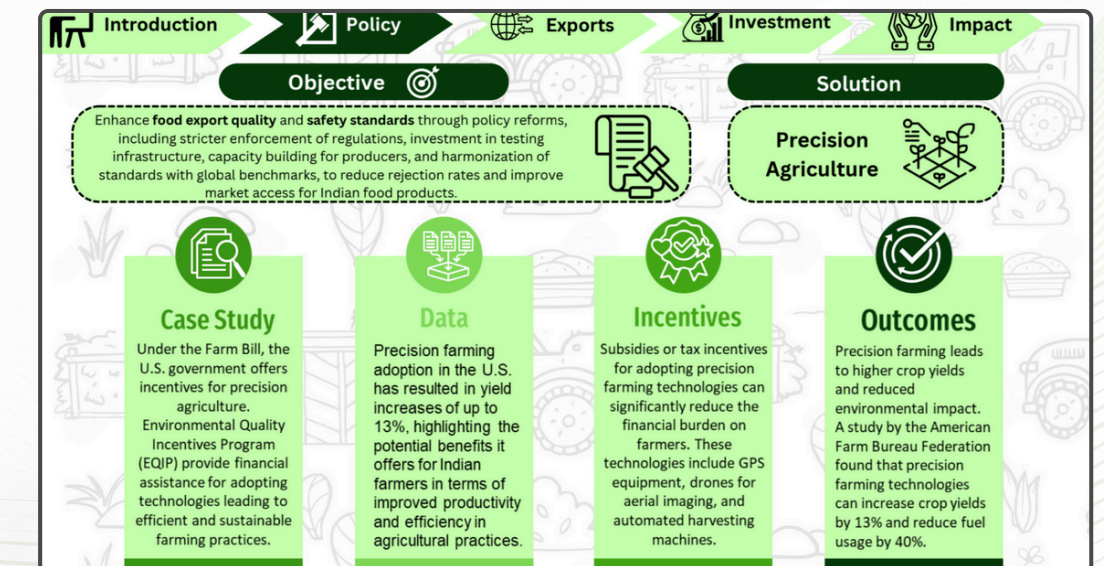 Introduction
Policy
Exports
Investment
Impact
Objective
Solution
Enhance food export quality and safety standards through policy reforms,
including stricter enforcement of regulations, investment in testing
infrastructure, capacity building for producers, and harmonization of
standards with global benchmarks, to reduce rejection rates and improve
market access for Indian food products.
Precision
Agriculture
Case Study
Under the Farm Bill, the
U.S. government offers
incentives for precision
agriculture.
Environmental Quality
Incentives Program
(EQIP) provide financial
assistance for adopting
technologies leading to
efficient and sustainable
farming practices.
Data
Precision farming
adoption in the U.S.
has resulted in yield
increases of up to
13%, highlighting the
potential benefits it
offers for Indian
farmers in terms of
improved productivity
and efficiency in
agricultural practices.
Incentives
Subsidies or tax incentives
for adopting precision
farming technologies can
significantly reduce the
financial burden on
farmers. These
technologies include GPS
equipment, drones for
aerial imaging, and
automated harvesting
machines.
Outcomes
Precision farming leads
to higher crop yields
and reduced
environmental impact.
A study by the American
Farm Bureau Federation
found that precision
farming technologies
can increase crop yields
by 13% and reduce fuel
usage by 40%.